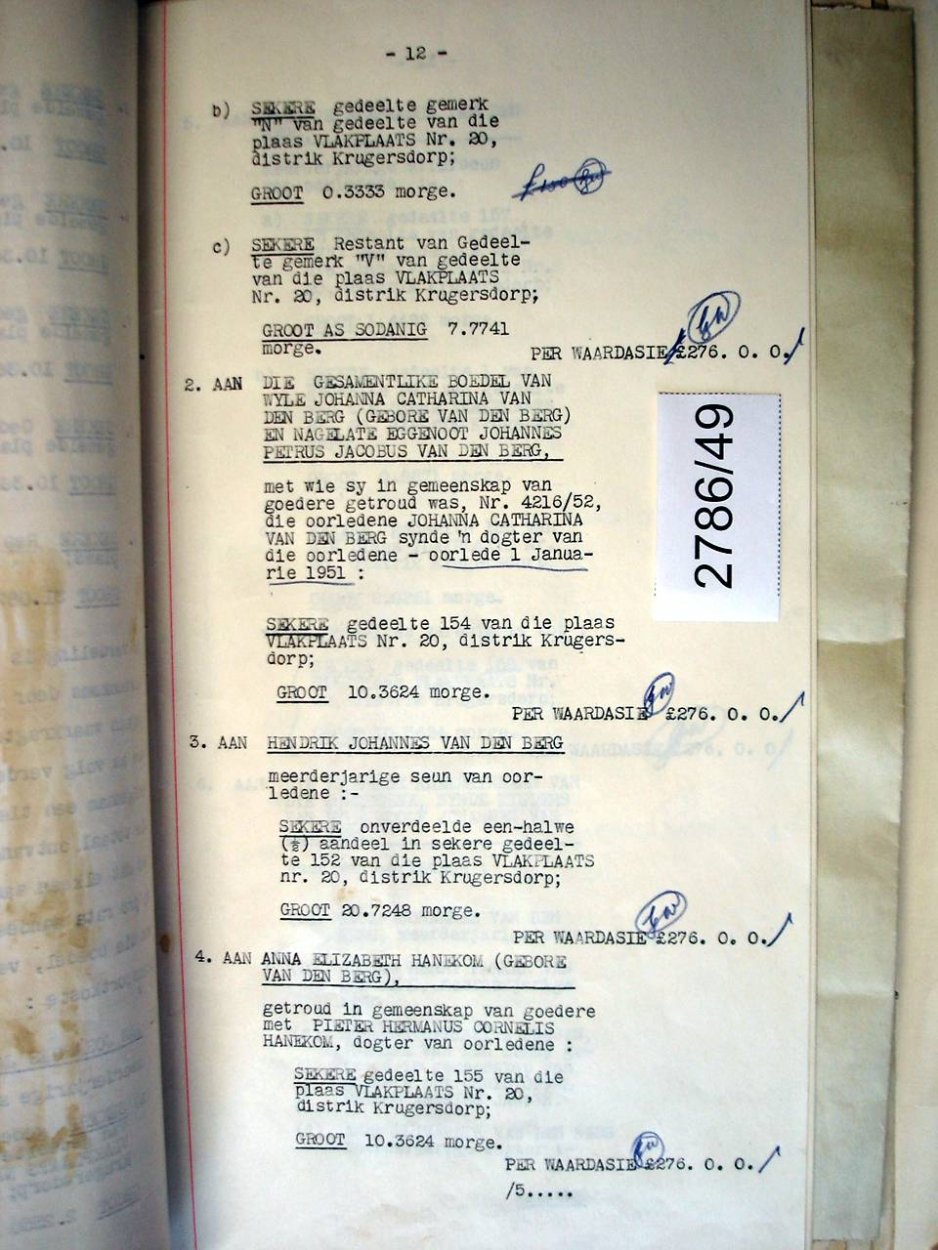 - 12 -
b) SEKERE gedeelte gemerk
"N" van gedeelte van die
plaas VLAKPLAATS Nr. 20,
distrik Krugersdorp;
GROOT 0.3333 morge.
c) SEKERE Restant van Gedeel-
te gemerk "V" van gedeelte
van die plaas VLAKPLAATS
Nr. 20, distrik Krugersdorp;
GROOT AS SODANIG 7.7741
morge.
PER WAARDASIE £276. 0. 0.
2. AAN DIE GESAMENTLIKE BOEDEL VAN
WYLE JOHANNA CATHARINA VAN
DEN BERG (GEBORE VAN DEN BERG)
EN NAGELATE EGGENOOT JOHANNES
PETRUS JACOBUS VAN DEN BERG,
met wie sy in gemeenskap van
goedere getroud was, Nr. 4216/52,
die oorledene JOHANNA CATHARINA
VAN DEN BERG synde 'n dogter van
die oorledene - oorlede 1 Janua-
rie 1951 :
2786/49
SEKERE gedeelte 154 van die plaas
VLAKPLAATS Nr. 20, distrik Krugers-
dorp;
GROOT 10.3624 morge.
PER WAARDASIE £276. 0. 0.
3. AAN HENDRIK JOHANNES VAN DEN BERG
meerderjarige seun van oor-
ledene :-
SEKERE onverdeelde een-halwe
(½) aandeel in sekere gedeel-
te 152 van die plaas VLAKPLAATS
nr. 20, distrik Krugersdorp;
GROOT 20.7248 morge.
PER WAARDASIE £276. 0. 0.
4. AAN ANNA ELIZABETH HANEKOM (GEBORE
VAN DEN BERG),
getroud in gemeenskap van goedere
met PIETER HERMANUS CORNELIS
HANEKOM, dogter van oorledene :
SEKERE gedeelte 155 van die
plaas VLAKPLAATS Nr. 20,
distrik Krugersdorp;
GROOT 10.3624 morge.
PER WAARDASIE £276. 0. 0.
/5.....